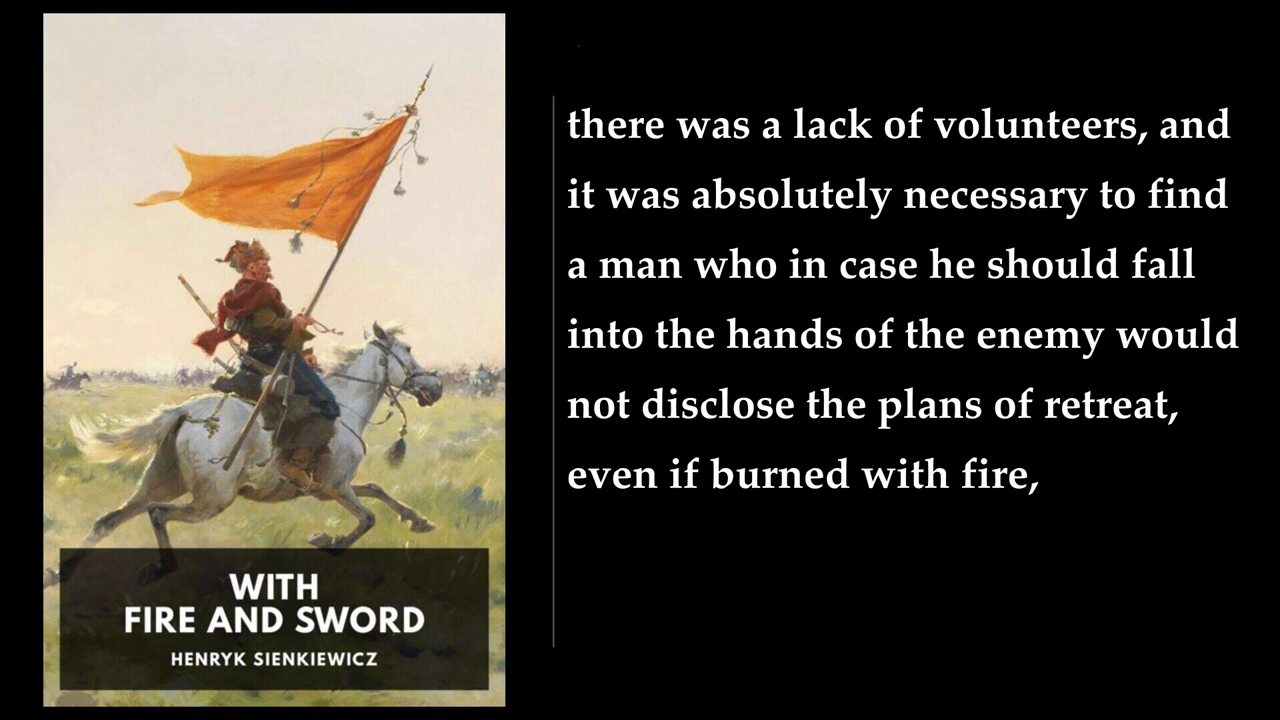 WITH
FIRE AND SWORD
HENRYK SIENKIEWICZ
there was a lack of volunteers, and
it was absolutely necessary to find
a man who in case he should fall
into the hands of the enemy would
not disclose the plans of retreat,
even if burned with fire,